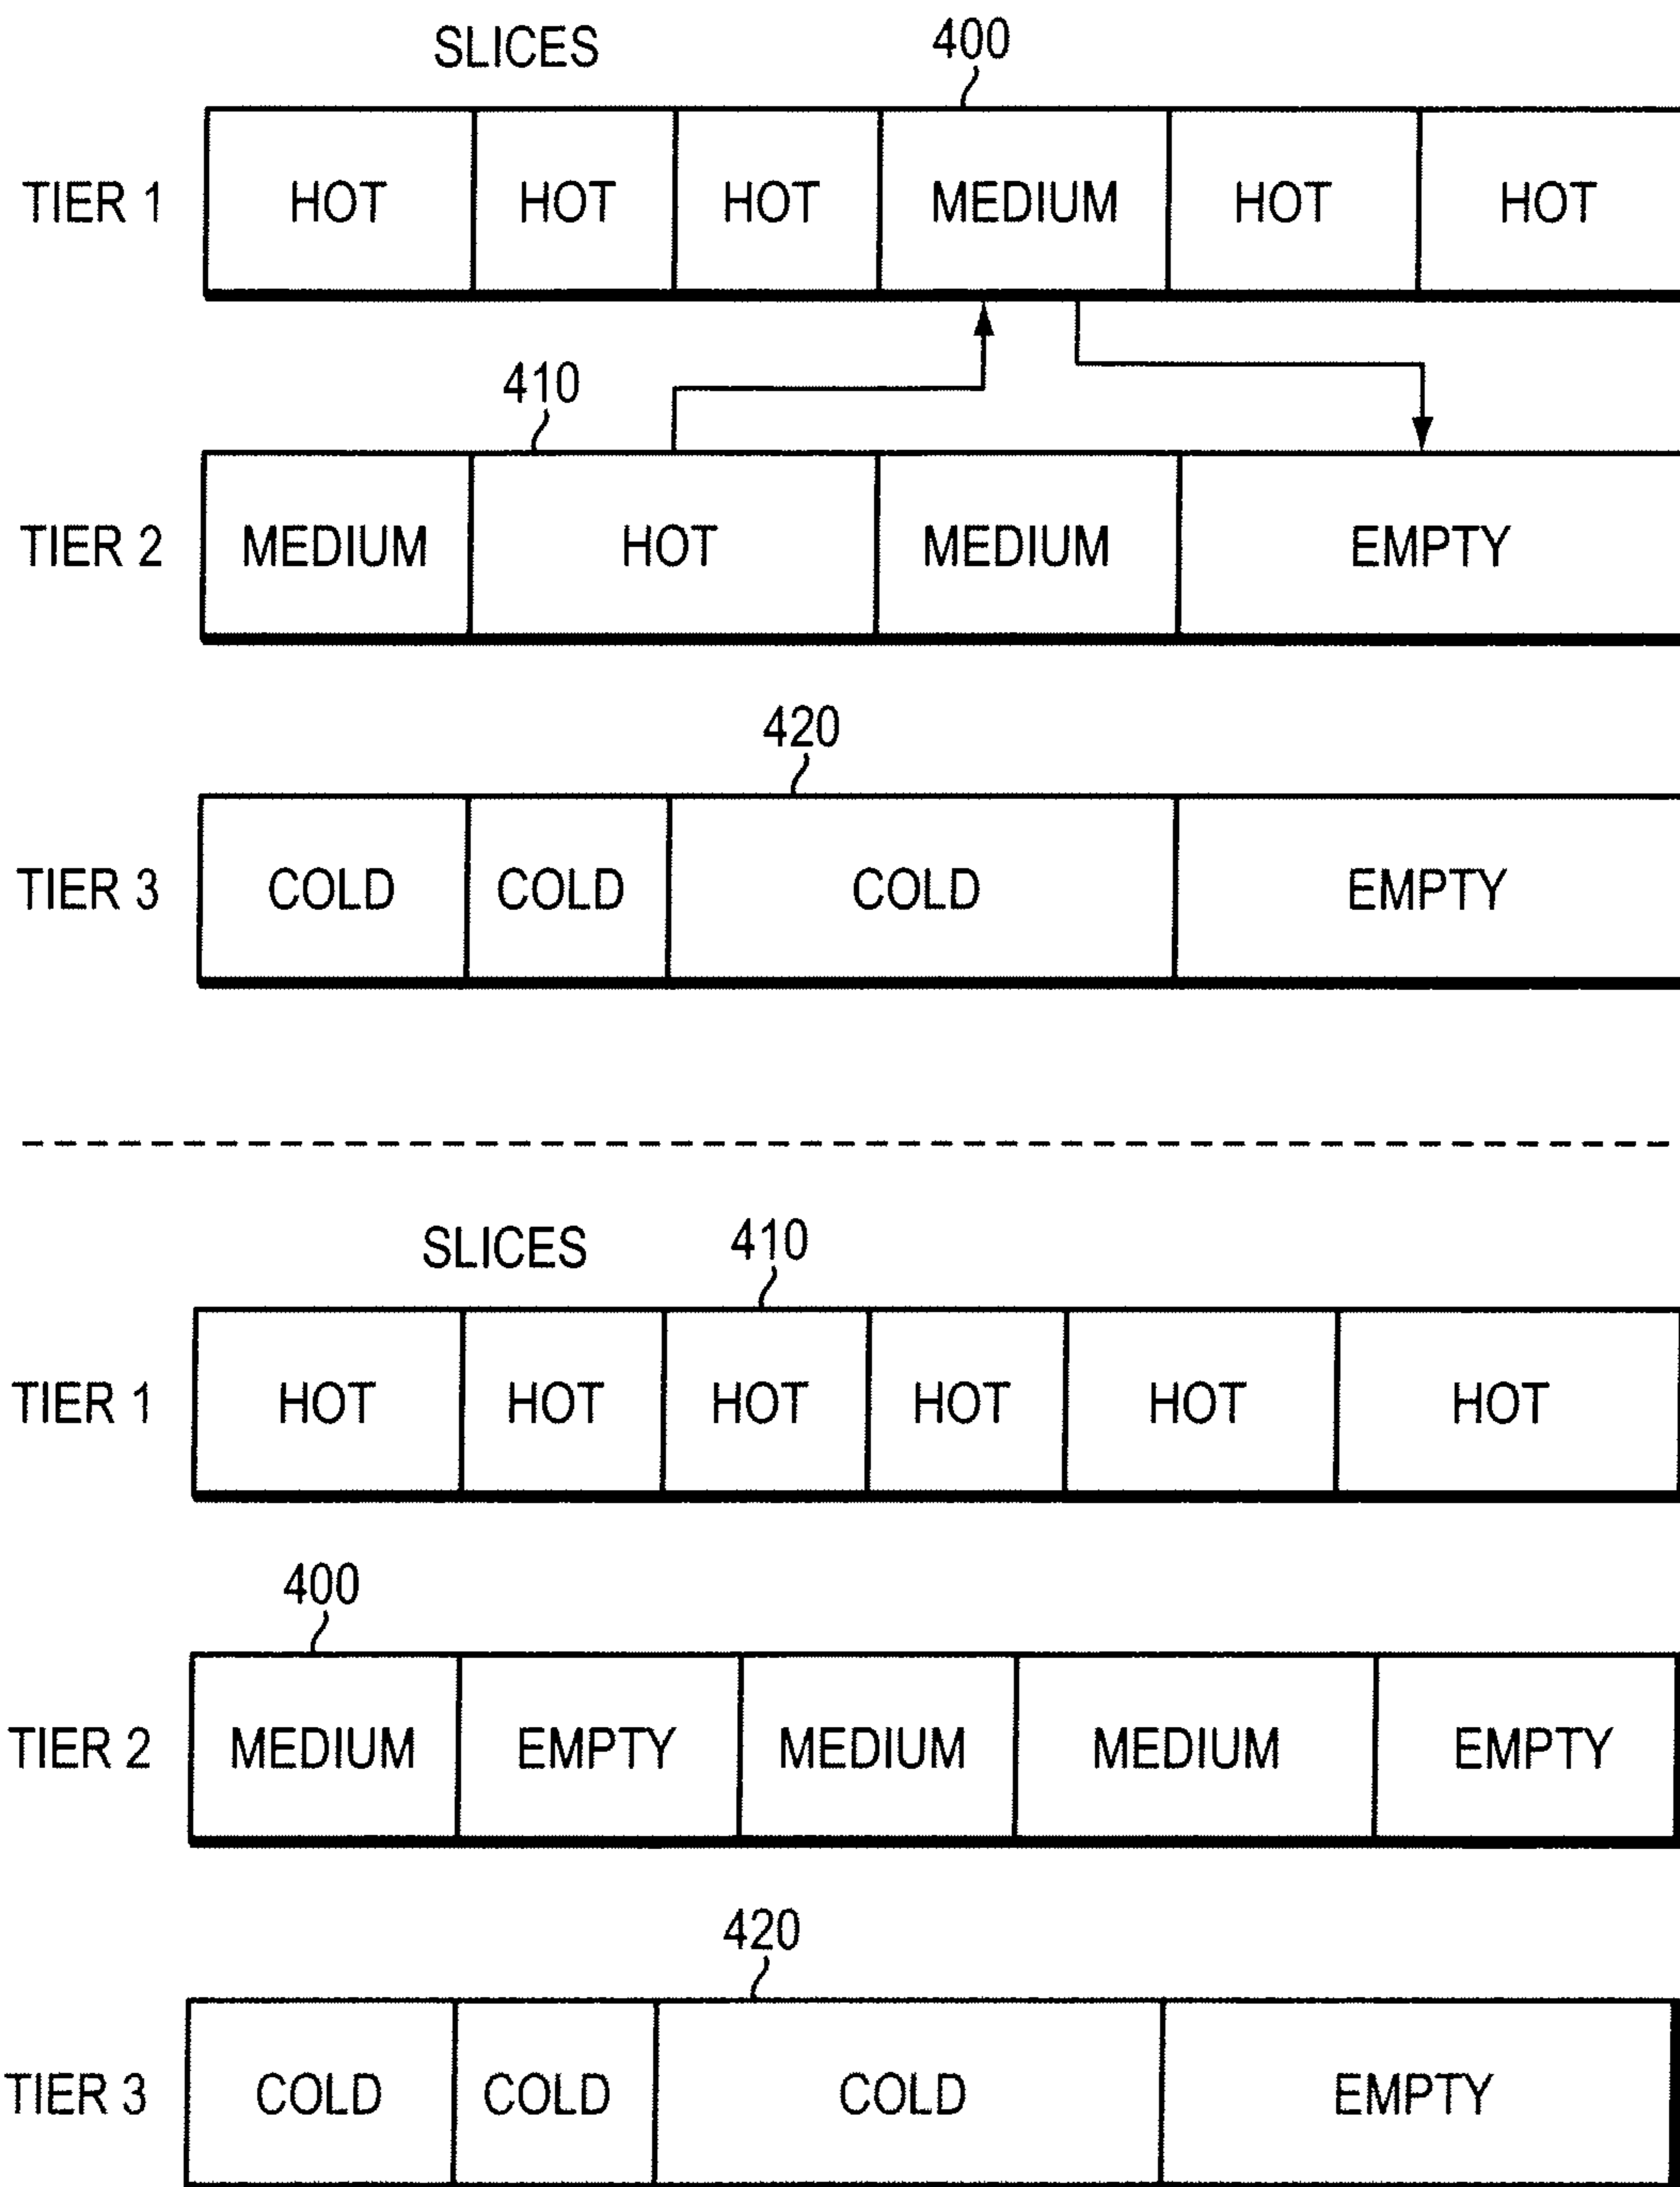 SLICES 400
TIER 1 HOT HOT HOT MEDIUM HOT HOT
410
TIER 2 MEDIUM HOT MEDIUM EMPTY
420
TIER 3 COLD COLD COLD EMPTY
SLICES 410
TIER 1 HOT HOT HOT HOT HOT HOT
400
TIER 2 MEDIUM EMPTY MEDIUM MEDIUM EMPTY
420
TIER 3 COLD COLD COLD EMPTY